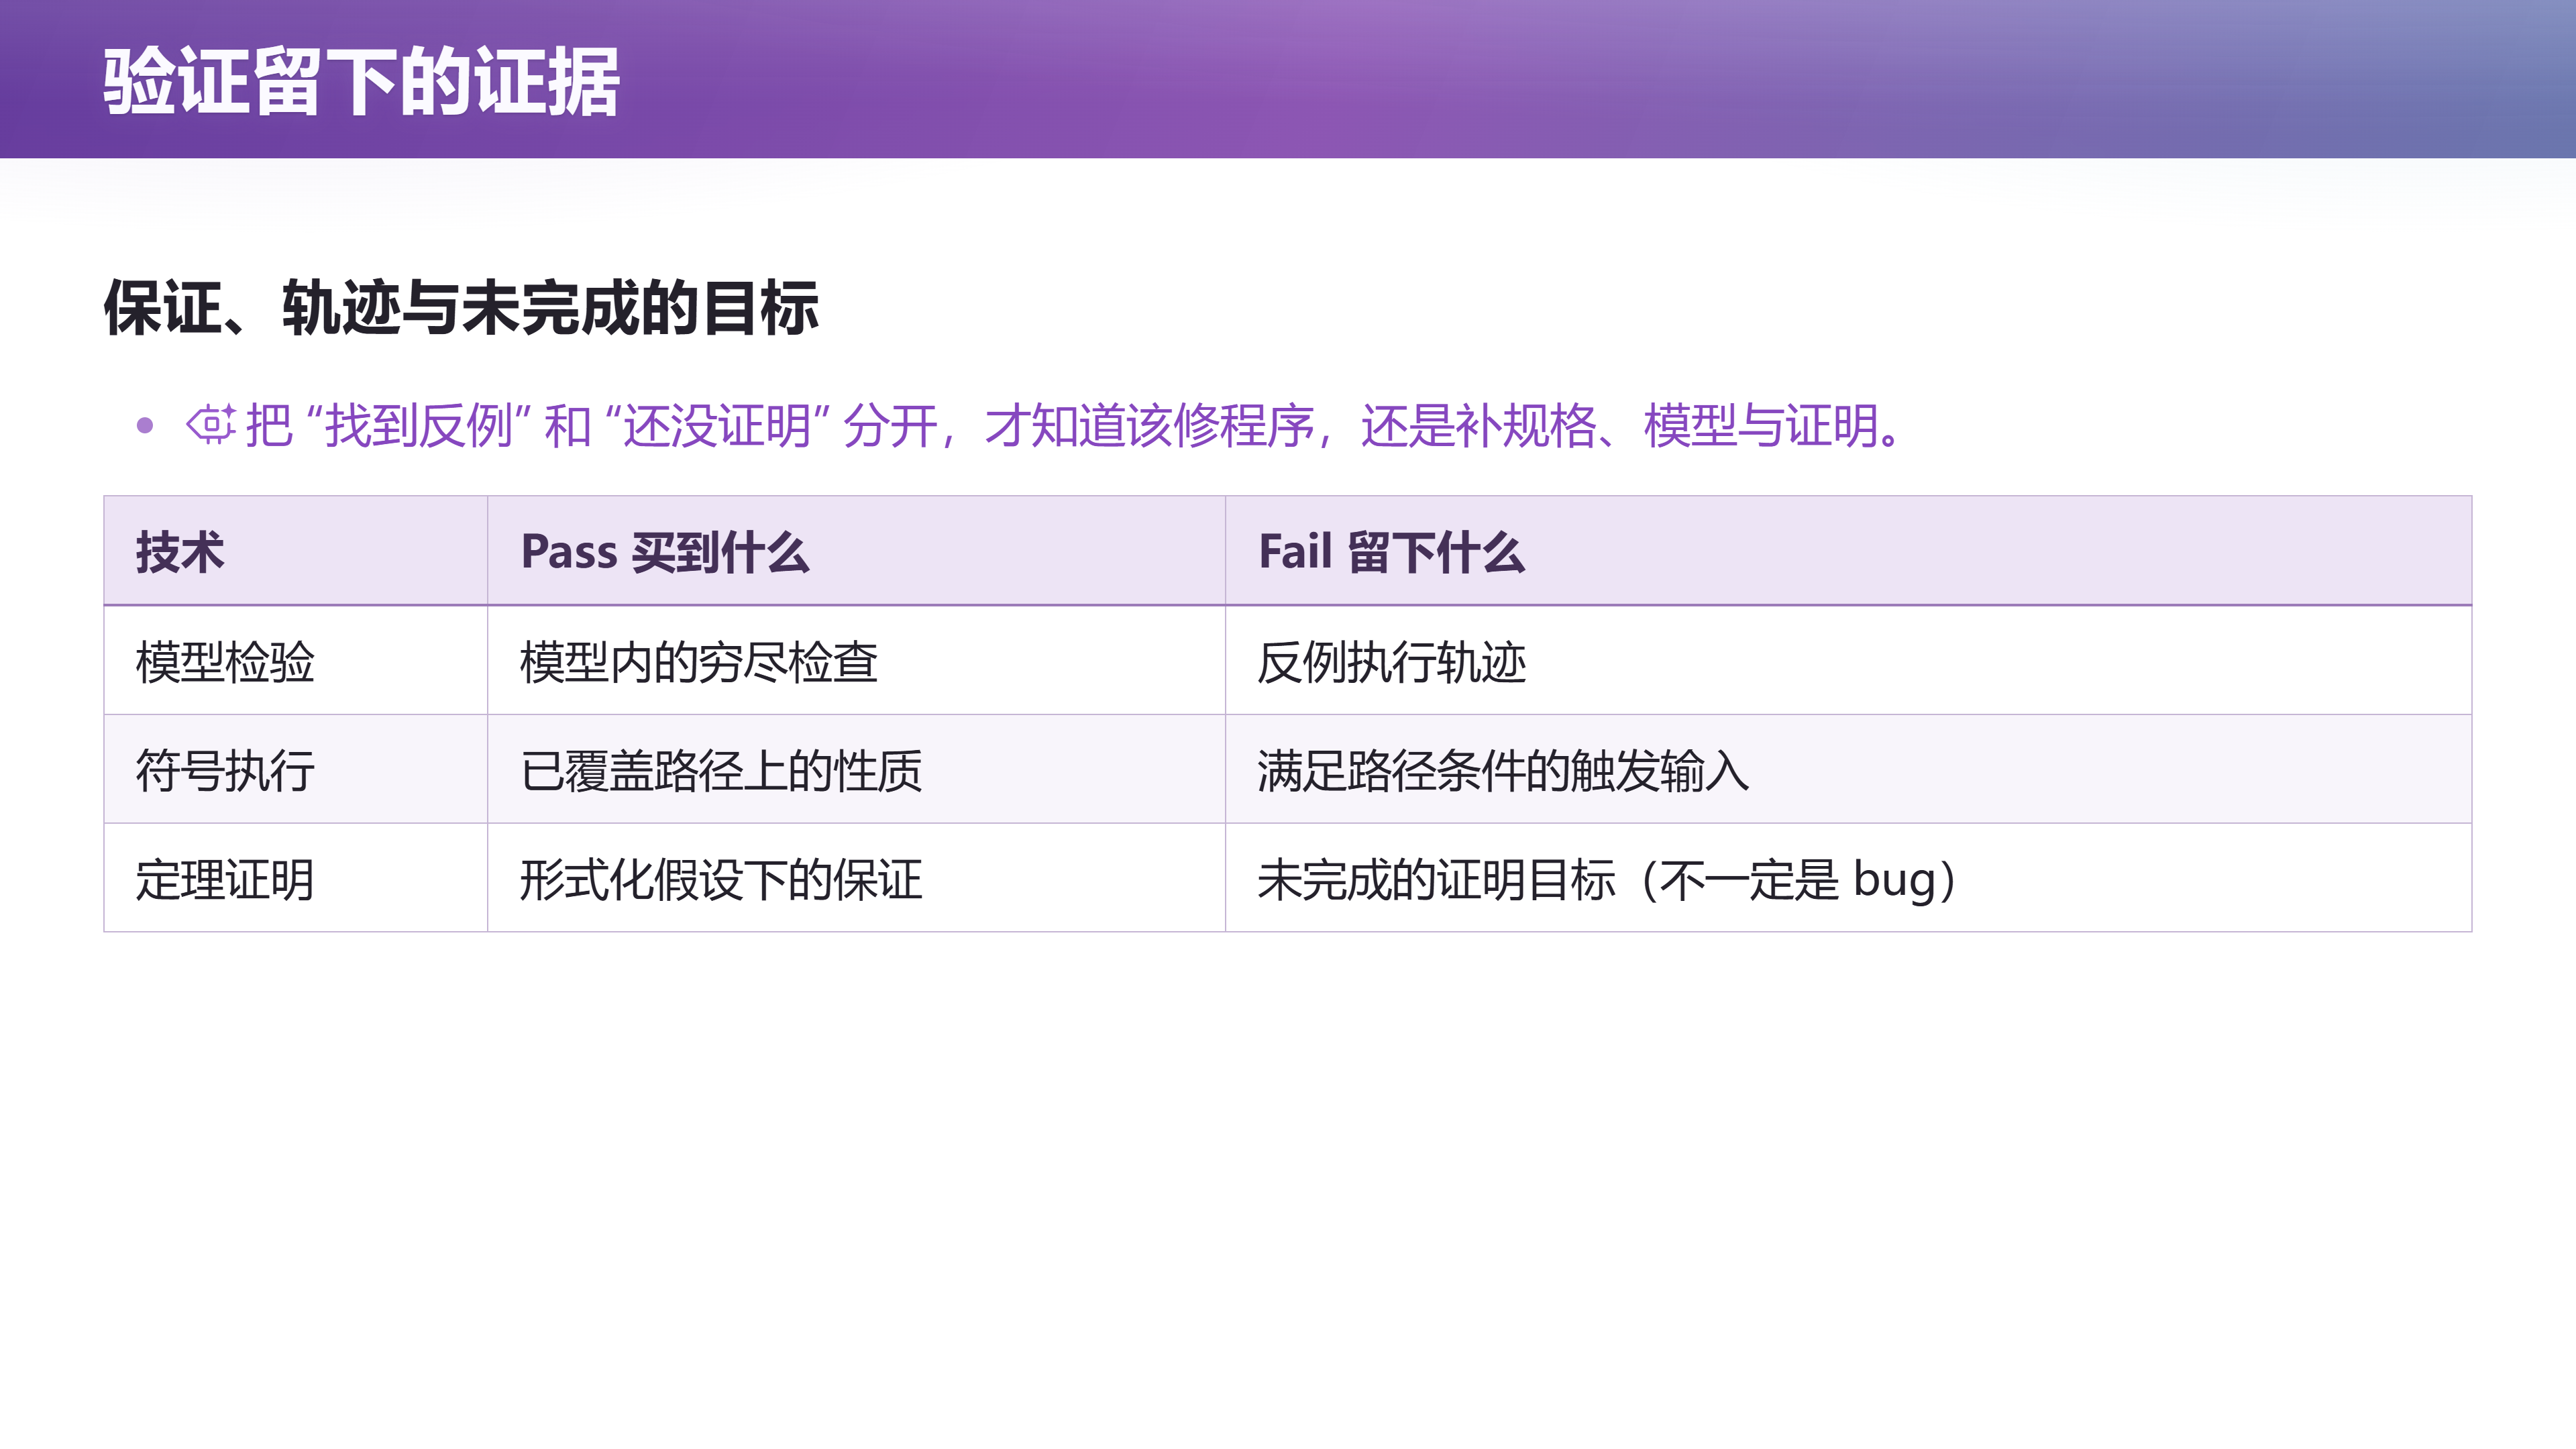 验证留下的证据
保证、轨迹与未完成的目标
把 “找到反例” 和 “还没证明” 分开，才知道该修程序，还是补规格、模型与证明。
技术 Pass 买到什么 Fail 留下什么
模型检验 模型内的穷尽检查 反例执行轨迹
符号执行 已覆盖路径上的性质 满足路径条件的触发输入
定理证明 形式化假设下的保证 未完成的证明目标（不一定是 bug）